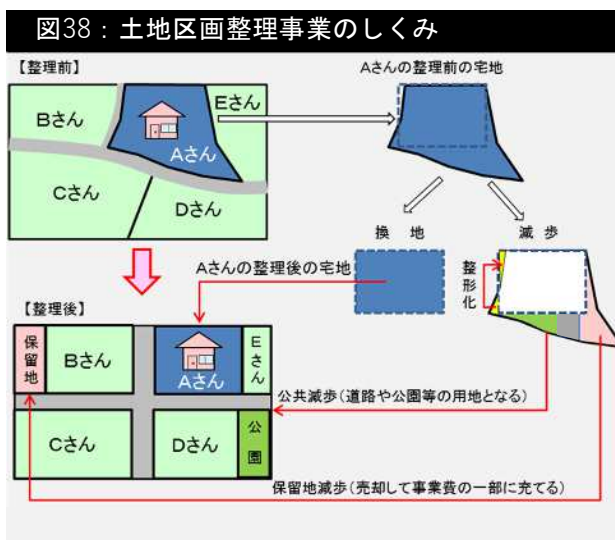 図38：土地区画整理事業のしくみ
【整理前】
Aさんの整理前の宅地
Bさん
Eさん
Aさん
Cさん
Dさん
換 地
減 歩
Aさんの整理後の宅地
整形化
【整理後】
保留地
Bさん
Aさん
Eさん
公共減歩（道路や公園等の用地となる）
Cさん
Dさん
公園
保留地減歩（売却して事業費の一部に充てる）